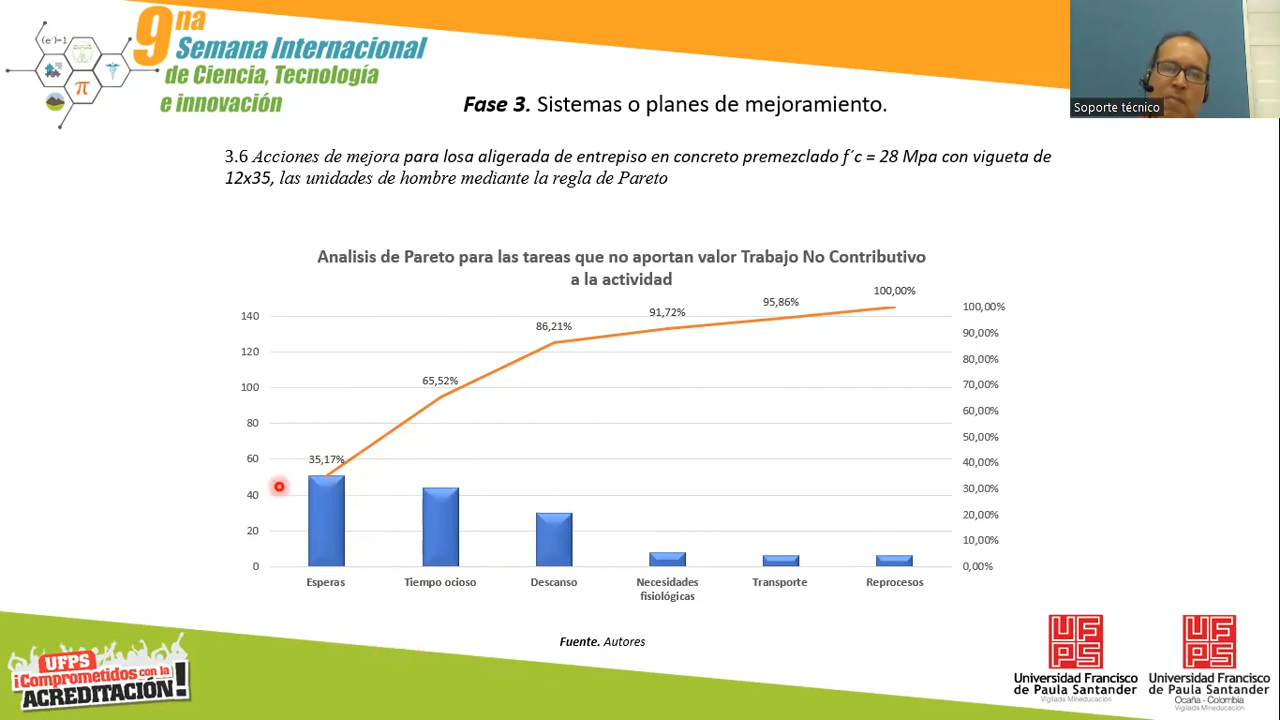 9na
Semana Internacional
de Ciencia, Tecnología
e innovación
(e-)=1
π
Soporte técnico
Fase 3. Sistemas o planes de mejoramiento.
3.6 Acciones de mejora para losa aligerada de entrepiso en concreto premezclado f´c = 28 Mpa con vigueta de
12x35, las unidades de hombre mediante la regla de Pareto
Analisis de Pareto para las tareas que no aportan valor Trabajo No Contributivo
a la actividad
140
120
100
80
60
40
20
0
35,17%
65,52%
86,21%
91,72%
95,86%
100,00%
100,00%
90,00%
80,00%
70,00%
60,00%
50,00%
40,00%
30,00%
20,00%
10,00%
0,00%
Esperas
Tiempo ocioso
Descanso
Necesidades
fisiológicas
Transporte
Reprocesos
Fuente. Autores
UFPS
¡Comprometidos con la
ACREDITACIÓN!
UF
PS
Universidad Francisco
de Paula Santander
Vigilada Mineducación
UF
PS
Universidad Francisco
de Paula Santander
Ocaña - Colombia
Vigilada Mineducación